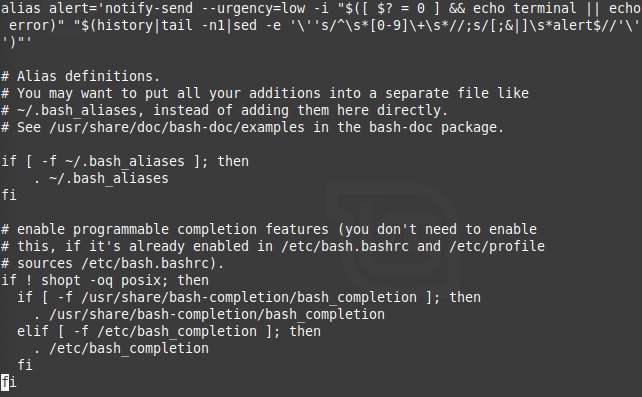 alias alert='notify-send --urgency=low -i "$([ $? = 0 ] && echo terminal || echo
 error)" "$(history|tail -n1|sed -e '\''s/^\s*[0-9]\+\s*//;s/[;&|]\s*alert$//'\'
')"'

# Alias definitions.
# You may want to put all your additions into a separate file like
# ~/.bash_aliases, instead of adding them here directly.
# See /usr/share/doc/bash-doc/examples in the bash-doc package.

if [ -f ~/.bash_aliases ]; then
    . ~/.bash_aliases
fi

# enable programmable completion features (you don't need to enable
# this, if it's already enabled in /etc/bash.bashrc and /etc/profile
# sources /etc/bash.bashrc).
if ! shopt -oq posix; then
  if [ -f /usr/share/bash-completion/bash_completion ]; then
    . /usr/share/bash-completion/bash_completion
  elif [ -f /etc/bash_completion ]; then
    . /etc/bash_completion
  fi
fi